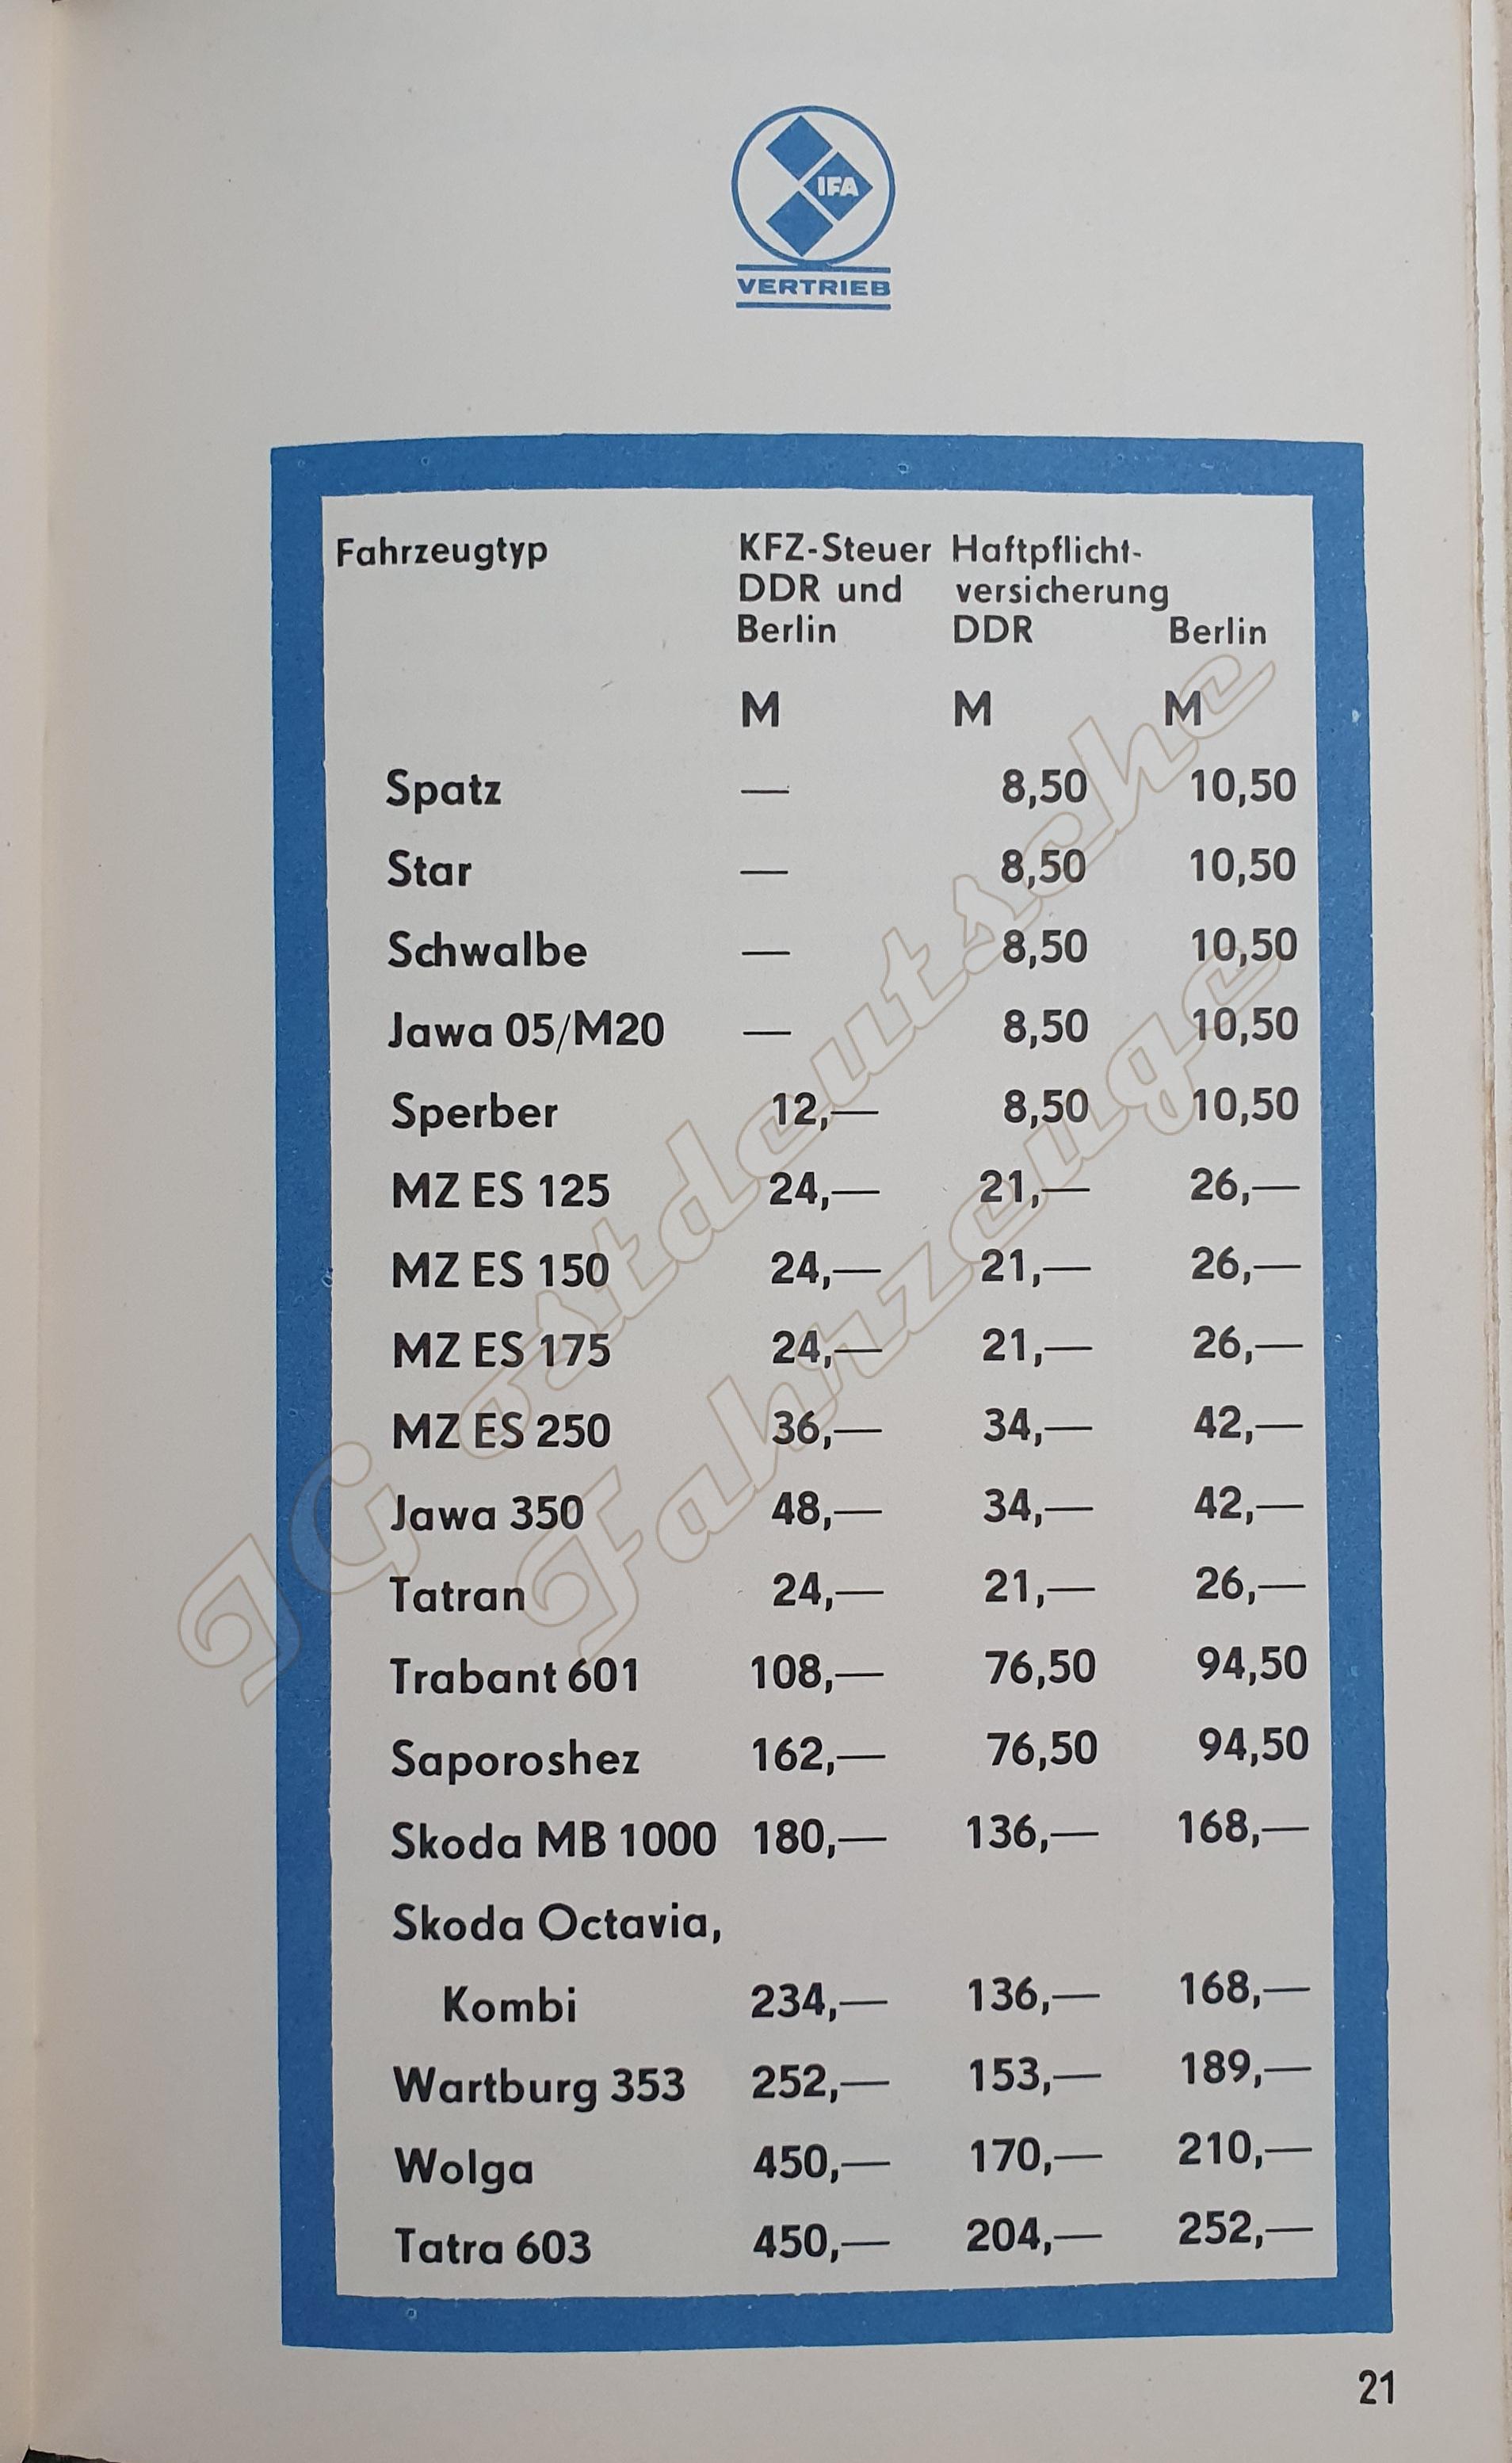 IFA
VERTRIEB
Fahrzeugtyp KFZ-Steuer Haftpflicht-
DDR und versicherung
Berlin DDR Berlin
M M M
Spatz — 8,50 10,50
Star — 8,50 10,50
Schwalbe — 8,50 10,50
Jawa 05/M20 — 8,50 10,50
Sperber 12,— 8,50 10,50
MZ ES 125 24,— 21,— 26,—
MZ ES 150 24,— 21,— 26,—
MZ ES 175 24,— 21,— 26,—
MZ ES 250 36,— 34,— 42,—
Jawa 350 48,— 34,— 42,—
Tatran 24,— 21,— 26,—
Trabant 601 108,— 76,50 94,50
Saporoshez 162,— 76,50 94,50
Skoda MB 1000 180,— 136,— 168,—
Skoda Octavia,
Kombi 234,— 136,— 168,—
Wartburg 353 252,— 153,— 189,—
Wolga 450,— 170,— 210,—
Tatra 603 450,— 204,— 252,—
21
IG ostdeutsche
Fahrzeuge